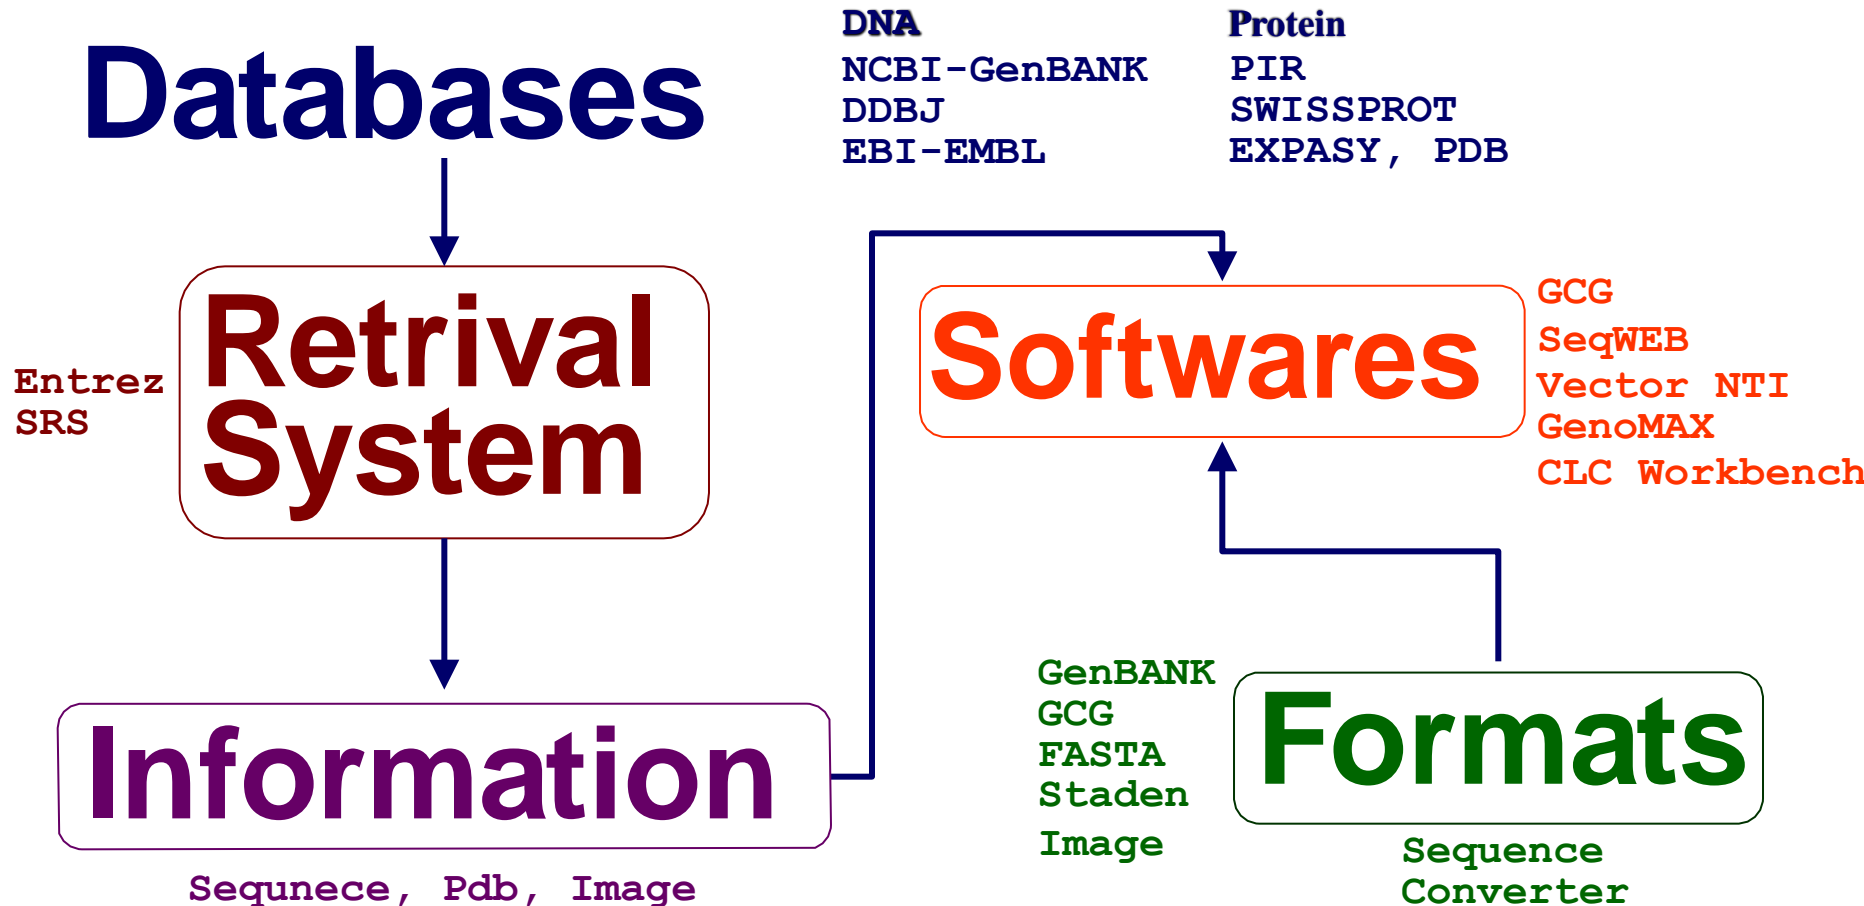 Databases
DNA
NCBI-GenBANK
DDBJ
EBI-EMBL
Protein
PIR
SWISSPROT
EXPASY, PDB
Entrez
SRS
Retrival
System
Softwares
GCG
SeqWEB
Vector NTI
GenoMAX
CLC Workbench
Information
Sequnece, Pdb, Image
GenBANK
GCG
FASTA
Staden
Image
Formats
Sequence
Converter